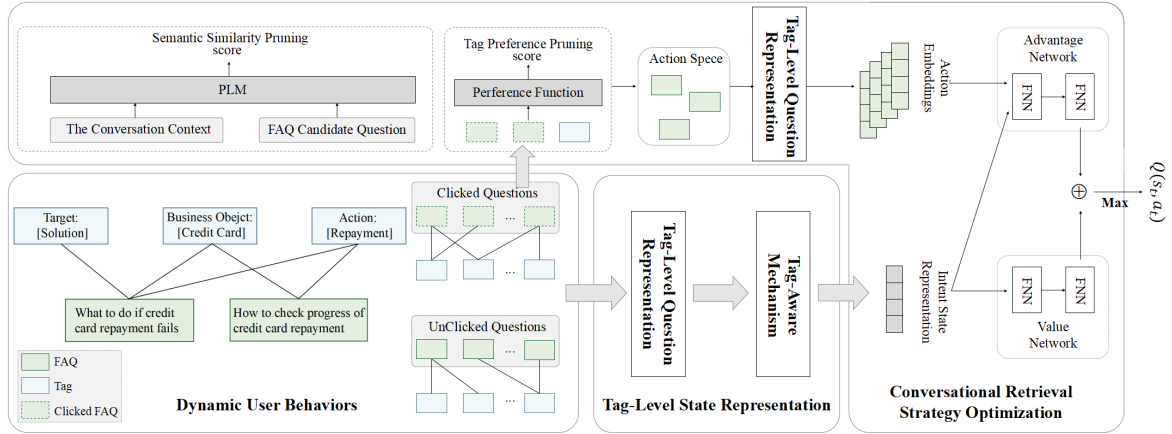 Semantic Similarity Pruning
score
PLM
The Conversation Context
FAQ Candidate Question
Tag Preference Pruning
score
Perference Function
Action Spece
Tag-Level Question
Representation
Action
Embeddings
Advantage
Network
FNN
FNN
Max
Q(s_t, a_t)
Target:
[Solution]
Business Obejct:
[Credit Card]
Action:
[Repayment]
What to do if credit
card repayment fails
How to check progress of
credit card repayment
FAQ
Tag
Clicked FAQ
Dynamic User Behaviors
Clicked Questions
...
...
UnClicked Questions
...
...
Tag-Level Question
Representation
Tag-Aware
Mechanism
Tag-Level State Representation
Intent State
Representation
FNN
FNN
Value
Network
Conversational Retrieval
Strategy Optimization